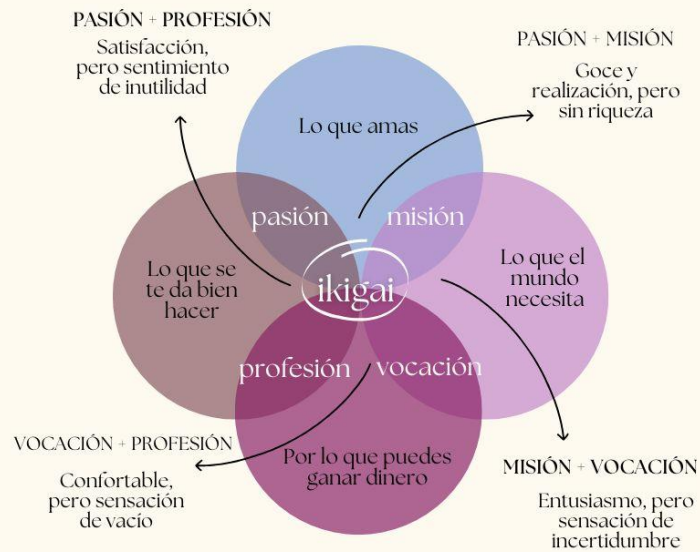 PASIÓN + PROFESIÓN
Satisfacción,
pero sentimiento
de inutilidad
PASIÓN + MISIÓN
Goce y
realización, pero
sin riqueza
Lo que amas
pasión
misión
Lo que se
te da bien
hacer
ikigai
Lo que el
mundo
necesita
profesión
vocación
Por lo que puedes
ganar dinero
VOCACIÓN + PROFESIÓN
Confortable,
pero sensación
de vacío
MISIÓN + VOCACIÓN
Entusiasmo, pero
sensación de
incertidumbre